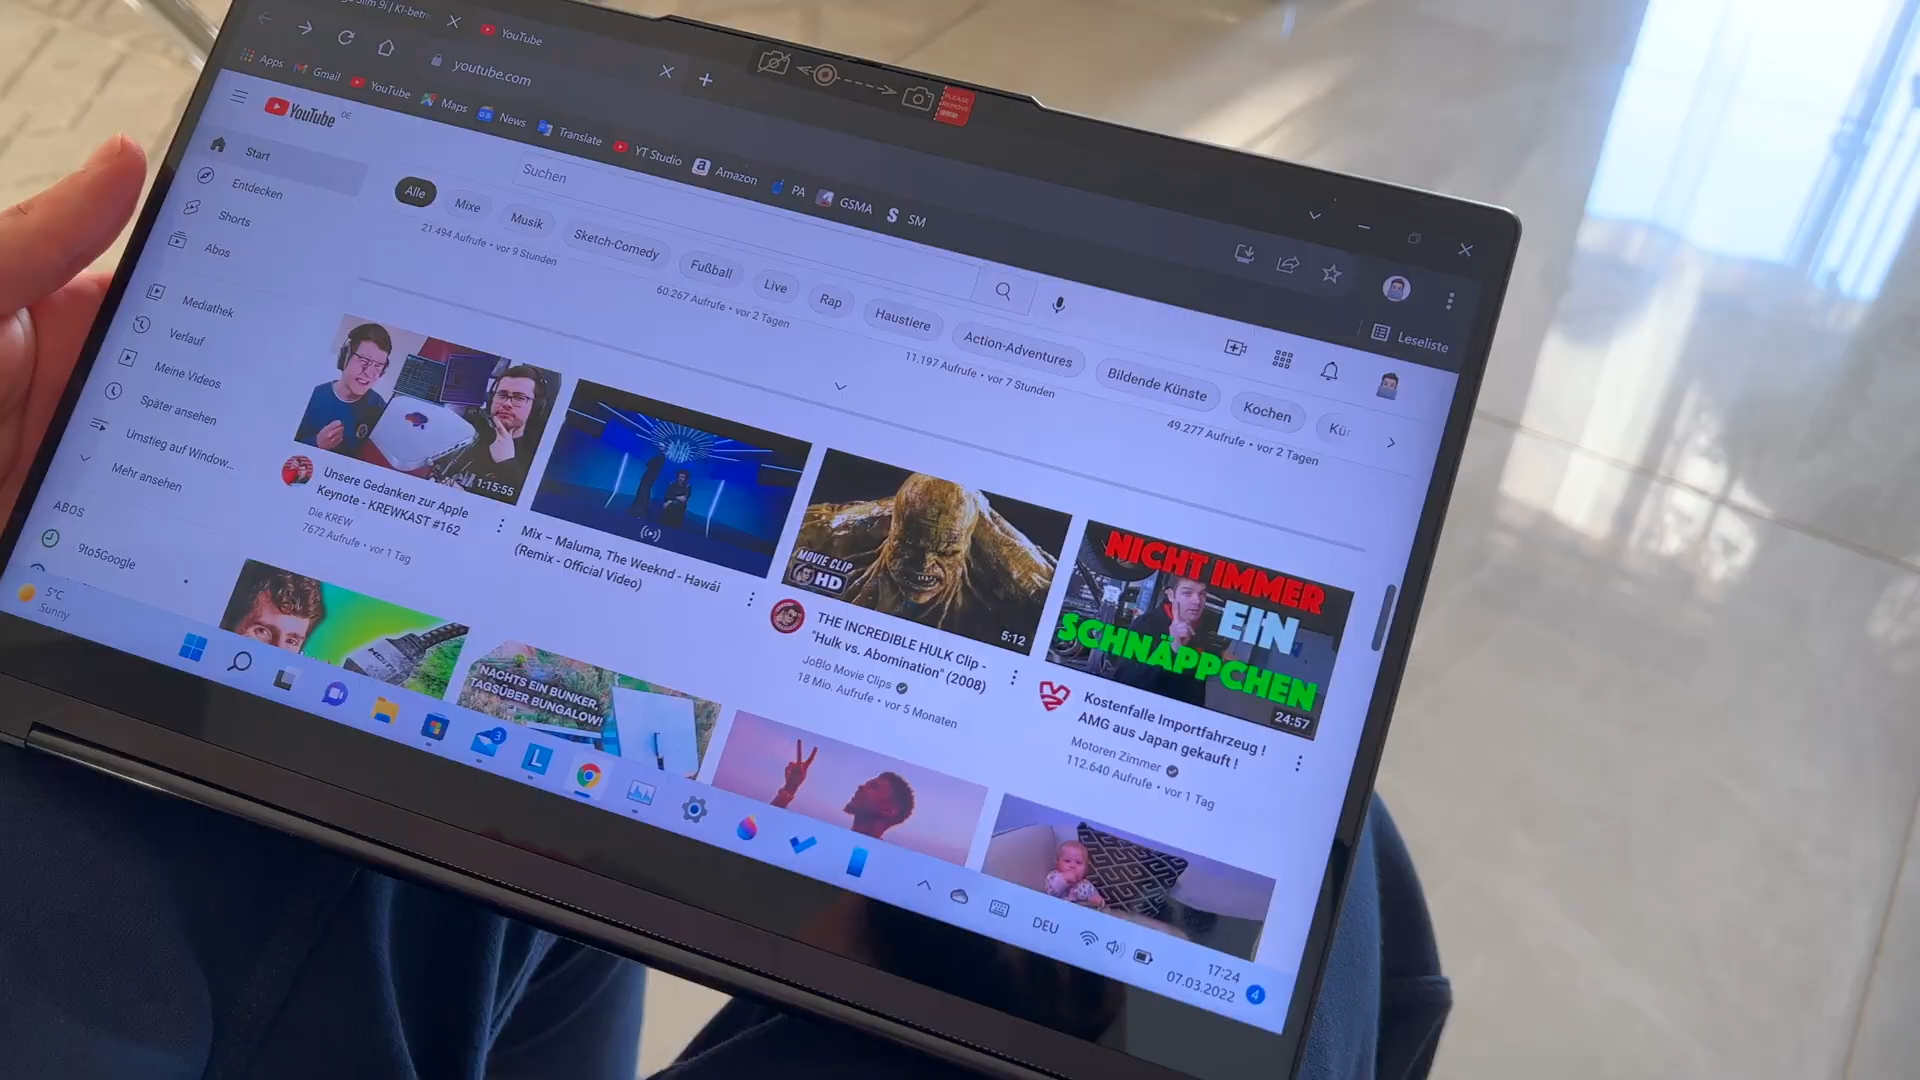 YouTube
youtube.com
Apps
Gmail
YouTube
Maps
News
Translate
YT Studio
Amazon
PA
GSMA
SM
PLEASE
REMOVE
YouTube DE
Suchen
Leseliste
Start
Entdecken
Shorts
Abos
Mediathek
Verlauf
Meine Videos
Später ansehen
Umstieg auf Window...
Mehr ansehen
ABOS
9to5Google
Alle
Mixe
Musik
Sketch-Comedy
Fußball
Live
Rap
Haustiere
Action-Adventures
Bildende Künste
Kochen
Kür
21.494 Aufrufe • vor 9 Stunden
60.267 Aufrufe • vor 2 Tagen
11.197 Aufrufe • vor 7 Stunden
49.277 Aufrufe • vor 2 Tagen
1:15:55
Unsere Gedanken zur Apple
Keynote - KREWKAST #162
Die KREW
7672 Aufrufe • vor 1 Tag
Mix – Maluma, The Weeknd - Hawái
(Remix - Official Video)
MOVIE CLIP
HD
5:12
THE INCREDIBLE HULK Clip -
"Hulk vs. Abomination" (2008)
JoBlo Movie Clips
18 Mio. Aufrufe • vor 5 Monaten
NICHT IMMER
EIN
SCHNÄPPCHEN
24:57
Kostenfalle Importfahrzeug !
AMG aus Japan gekauft !
Motoren Zimmer
112.640 Aufrufe • vor 1 Tag
NACHTS EIN BUNKER,
TAGSÜBER BUNGALOW!
5°C
Sunny
3
L
DEU
17:24
07.03.2022
4